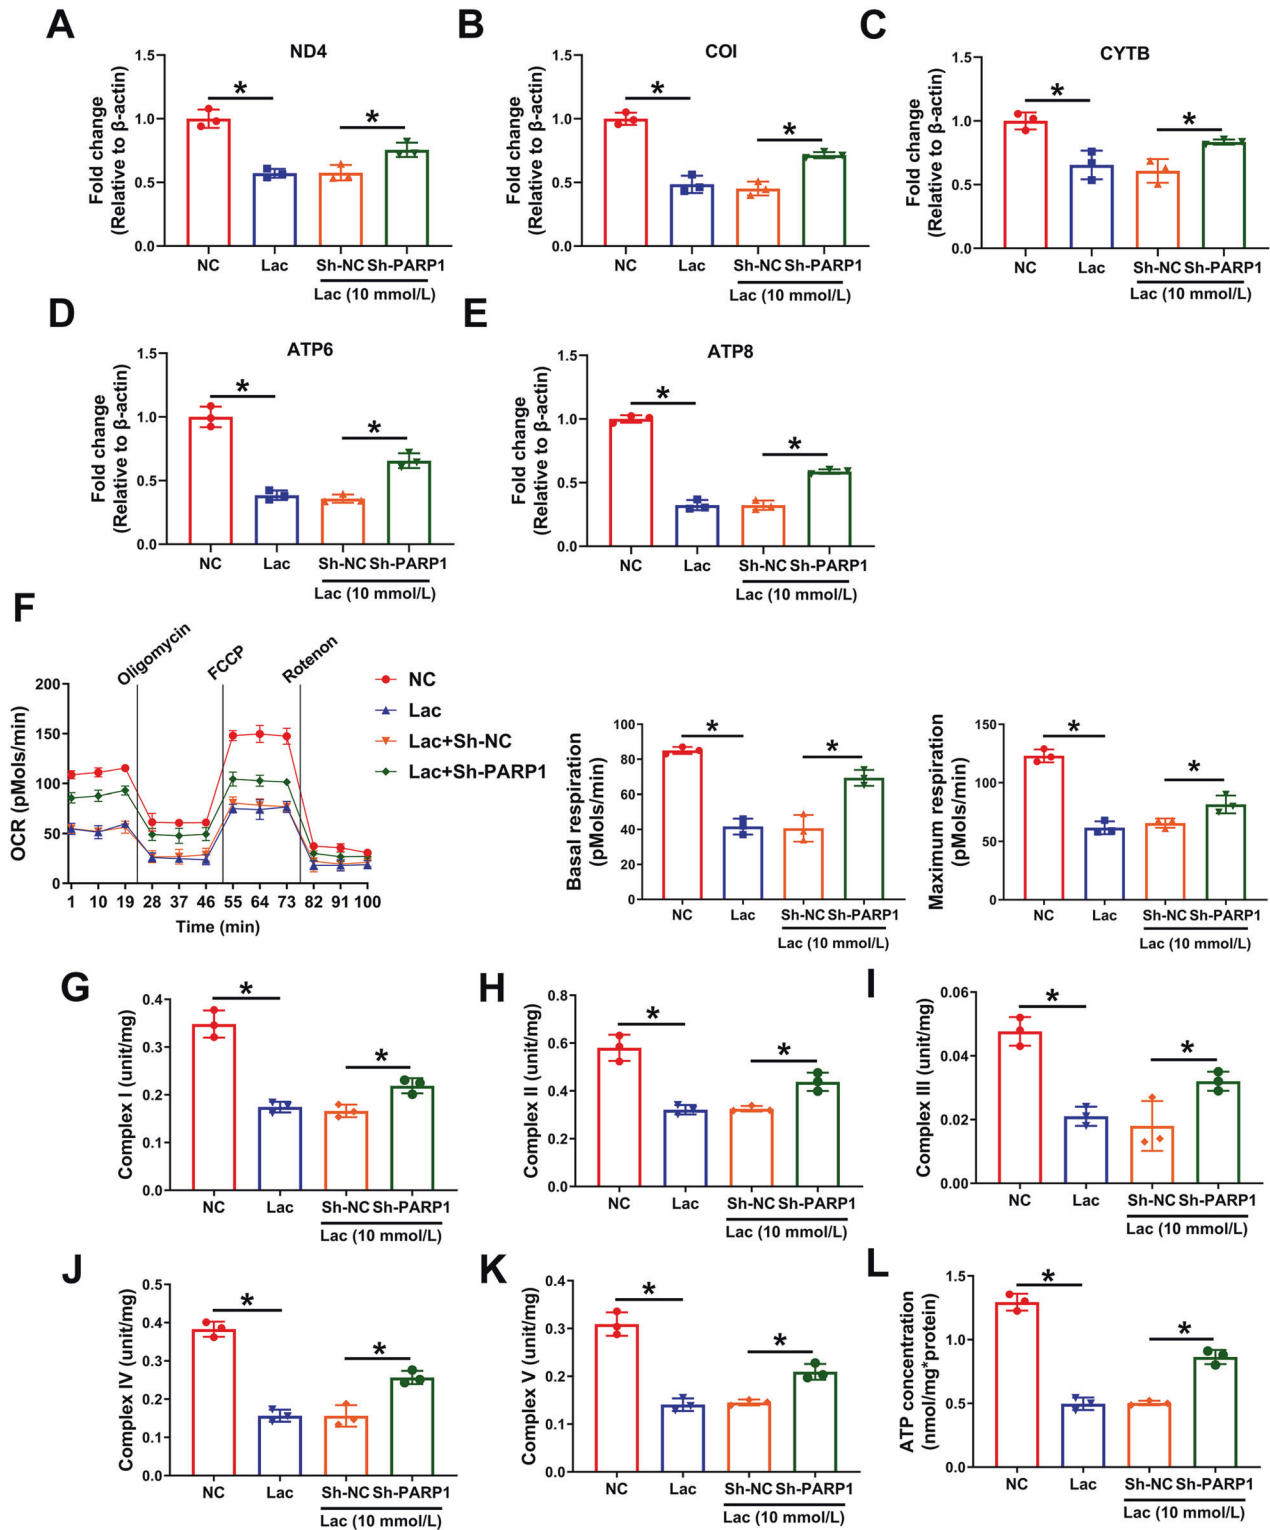 A
ND4
Fold change
(Relative to β-actin)
1.5
1.0
0.5
0.0
*
*
NC
Lac
Sh-NC
Sh-PARP1
Lac (10 mmol/L)
B
COI
Fold change
(Relative to β-actin)
1.5
1.0
0.5
0.0
*
*
NC
Lac
Sh-NC
Sh-PARP1
Lac (10 mmol/L)
C
CYTB
Fold change
(Relative to β-actin)
1.5
1.0
0.5
0.0
*
*
NC
Lac
Sh-NC
Sh-PARP1
Lac (10 mmol/L)
D
ATP6
Fold change
(Relative to β-actin)
1.5
1.0
0.5
0.0
*
*
NC
Lac
Sh-NC
Sh-PARP1
Lac (10 mmol/L)
E
ATP8
Fold change
(Relative to β-actin)
1.5
1.0
0.5
0.0
*
*
NC
Lac
Sh-NC
Sh-PARP1
Lac (10 mmol/L)
F
Oligomycin
FCCP
Rotenon
OCR (pMols/min)
200
150
100
50
0
1 10 19 28 37 46 55 64 73 82 91 100
Time (min)
NC
Lac
Lac+Sh-NC
Lac+Sh-PARP1
Basal respiration
(pMols/min)
100
80
60
40
20
0
*
*
NC
Lac
Sh-NC
Sh-PARP1
Lac (10 mmol/L)
Maximum respiration
(pMols/min)
150
100
50
0
*
*
NC
Lac
Sh-NC
Sh-PARP1
Lac (10 mmol/L)
G
Complex I (unit/mg)
0.4
0.3
0.2
0.1
0.0
*
*
NC
Lac
Sh-NC
Sh-PARP1
Lac (10 mmol/L)
H
Complex II (unit/mg)
0.8
0.6
0.4
0.2
0.0
*
*
NC
Lac
Sh-NC
Sh-PARP1
Lac (10 mmol/L)
I
Complex III (unit/mg)
0.06
0.04
0.02
0.00
*
*
NC
Lac
Sh-NC
Sh-PARP1
Lac (10 mmol/L)
J
Complex IV (unit/mg)
0.5
0.4
0.3
0.2
0.1
0.0
*
*
NC
Lac
Sh-NC
Sh-PARP1
Lac (10 mmol/L)
K
Complex V (unit/mg)
0.4
0.3
0.2
0.1
0.0
*
*
NC
Lac
Sh-NC
Sh-PARP1
Lac (10 mmol/L)
L
ATP concentration
(nmol/mg*protein)
1.5
1.0
0.5
0.0
*
*
NC
Lac
Sh-NC
Sh-PARP1
Lac (10 mmol/L)